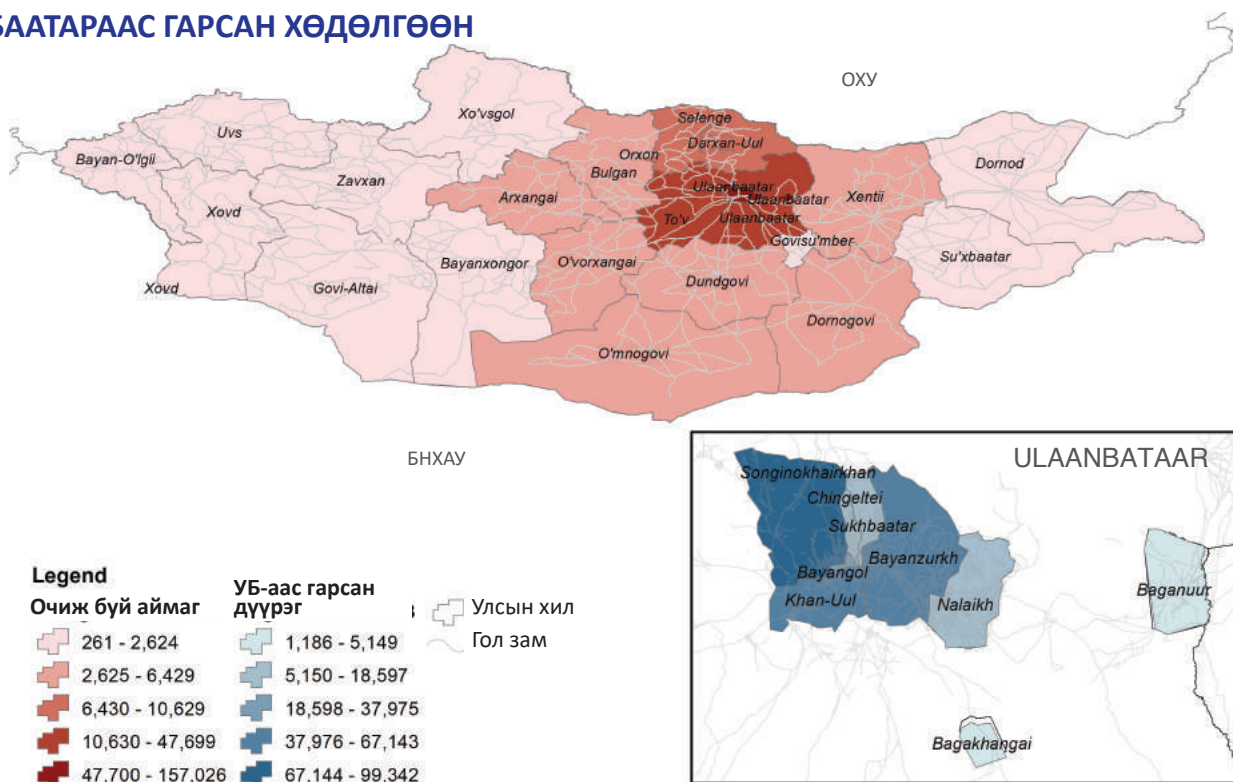 БААТАРААС ГАРСАН ХӨДӨЛГӨӨН
ОХУ
Xo'vsgol
Selenge
Uvs
Darxan-Uul
Dornod
Bayan-O'lgii
Orxon
Zavxan
Bulgan
Ulaanbaatar
Arxangai
Ulaanbaatar
Xentii
Xovd
To'v
Ulaanbaatar
Govisu'mber
Bayanxongor
O'vorxangai
Su'xbaatar
Xovd
Govi-Altai
Dundgovi
Dornogovi
O'mnogovi
БНХАУ
ULAANBATAAR
Songinokhairkhan
Chingeltei
Sukhbaatar
Bayanzurkh
Bayangol
Khan-Uul
Nalaikh
Baganuur
Bagakhangai
Legend
Очиж буй аймаг
261 - 2,624
2,625 - 6,429
6,430 - 10,629
10,630 - 47,699
47,700 - 157,026
УБ-аас гарсан
дүүрэг
1,186 - 5,149
5,150 - 18,597
18,598 - 37,975
37,976 - 67,143
67,144 - 99,342
Улсын хил
Гол зам